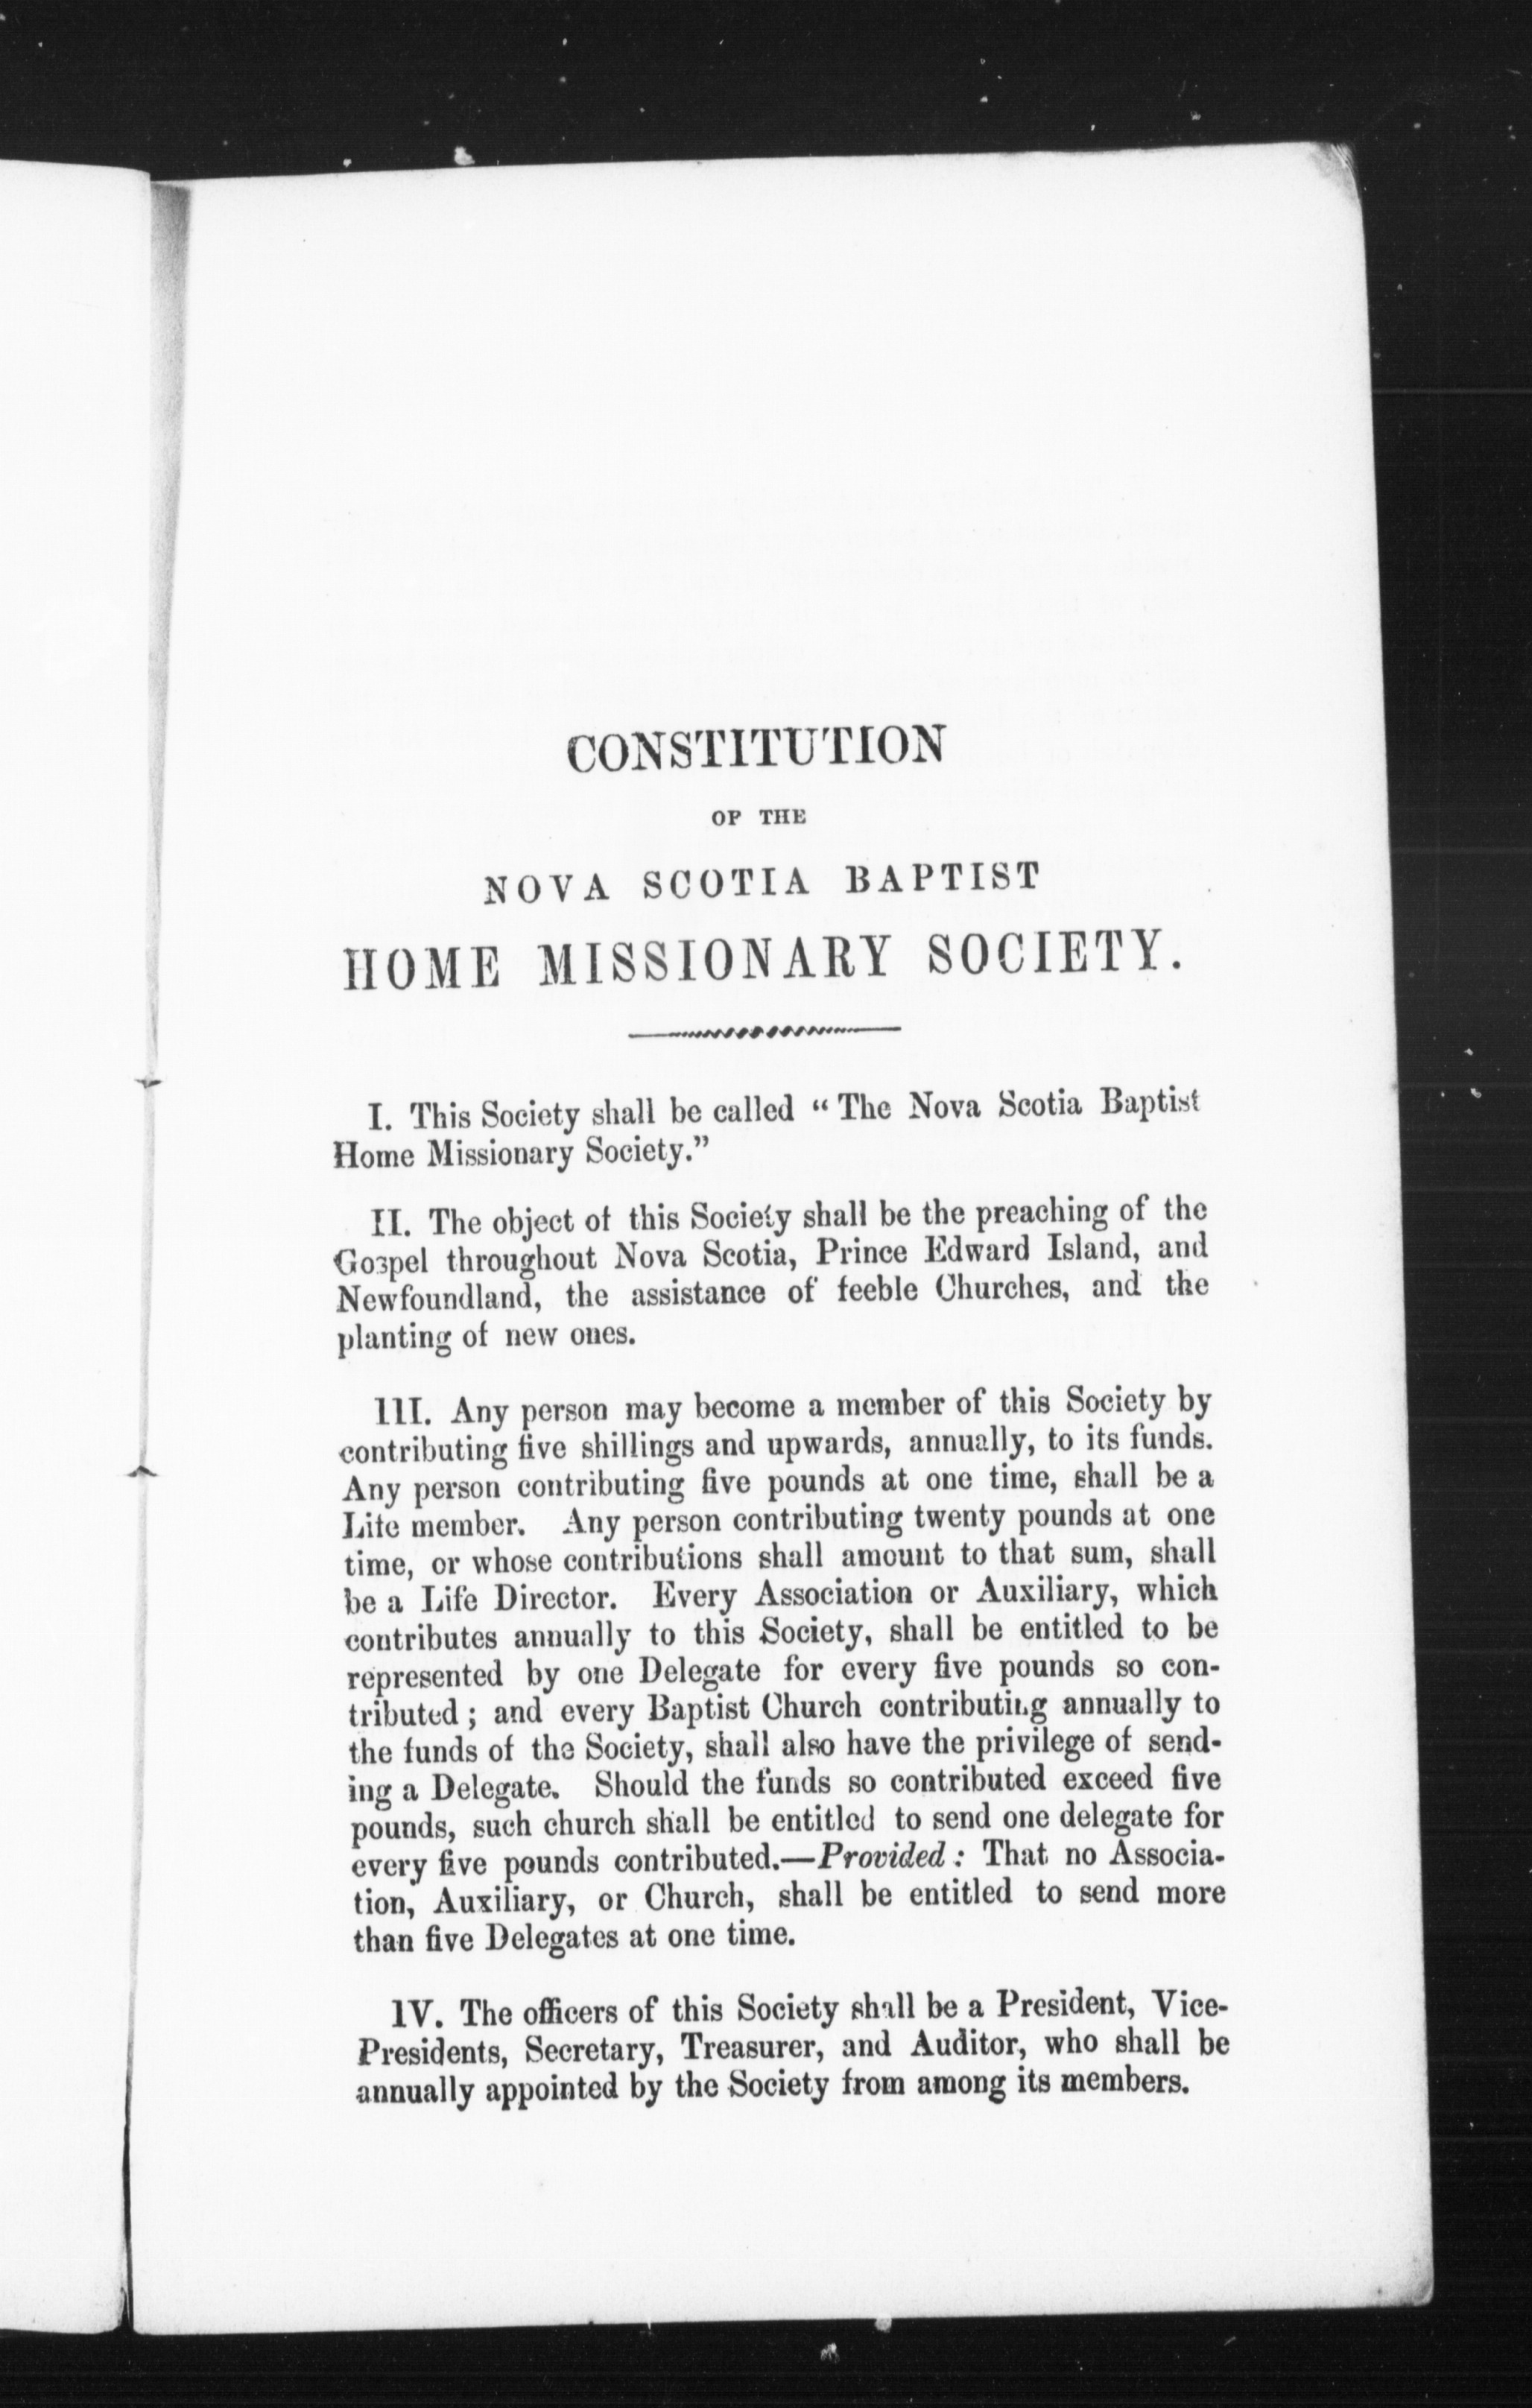 CONSTITUTION
OF THE
NOVA SCOTIA BAPTIST
HOME MISSIONARY SOCIETY.
I. This Society shall be called “The Nova Scotia Baptist
Home Missionary Society.”
II. The object of this Society shall be the preaching of the
Gospel throughout Nova Scotia, Prince Edward Island, and
Newfoundland, the assistance of feeble Churches, and the
planting of new ones.
III. Any person may become a member of this Society by
contributing five shillings and upwards, annually, to its funds.
Any person contributing five pounds at one time, shall be a
Life member. Any person contributing twenty pounds at one
time, or whose contributions shall amount to that sum, shall
be a Life Director. Every Association or Auxiliary, which
contributes annually to this Society, shall be entitled to be
represented by one Delegate for every five pounds so con-
tributed; and every Baptist Church contributing annually to
the funds of the Society, shall also have the privilege of send-
ing a Delegate. Should the funds so contributed exceed five
pounds, such church shall be entitled to send one delegate for
every five pounds contributed.—Provided: That no Associa-
tion, Auxiliary, or Church, shall be entitled to send more
than five Delegates at one time.
IV. The officers of this Society shall be a President, Vice-
Presidents, Secretary, Treasurer, and Auditor, who shall be
annually appointed by the Society from among its members.